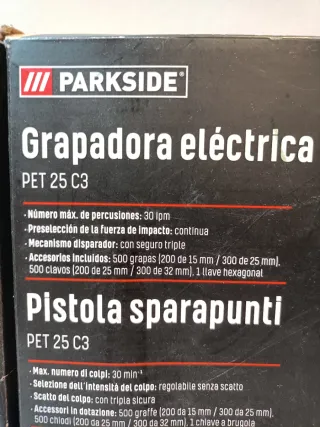 /// PARKSIDE®
Grapadora eléctrica
PET 25 C3
· Número máx. de percusiones: 30 ipm
· Preselección de la fuerza de impacto: continua
· Mecanismo disparador: con seguro triple
· Accesorios incluidos: 500 grapas (200 de 15 mm / 300 de 25 mm),
500 clavos (200 de 25 mm / 300 de 32 mm), 1 llave hexagonal
Pistola sparapunti
PET 25 C3
· Max. numero di colpi: 30 min⁻¹
· Selezione dell'intensità del colpo: regolabile senza scatto
· Scatto del colpo: con tripla sicura
· Accessori in dotazione: 500 graffe (200 da 15 mm / 300 da 25 mm),
500 chiodi (200 da 25 mm / 300 da 32 mm), 1 chiave a brugola